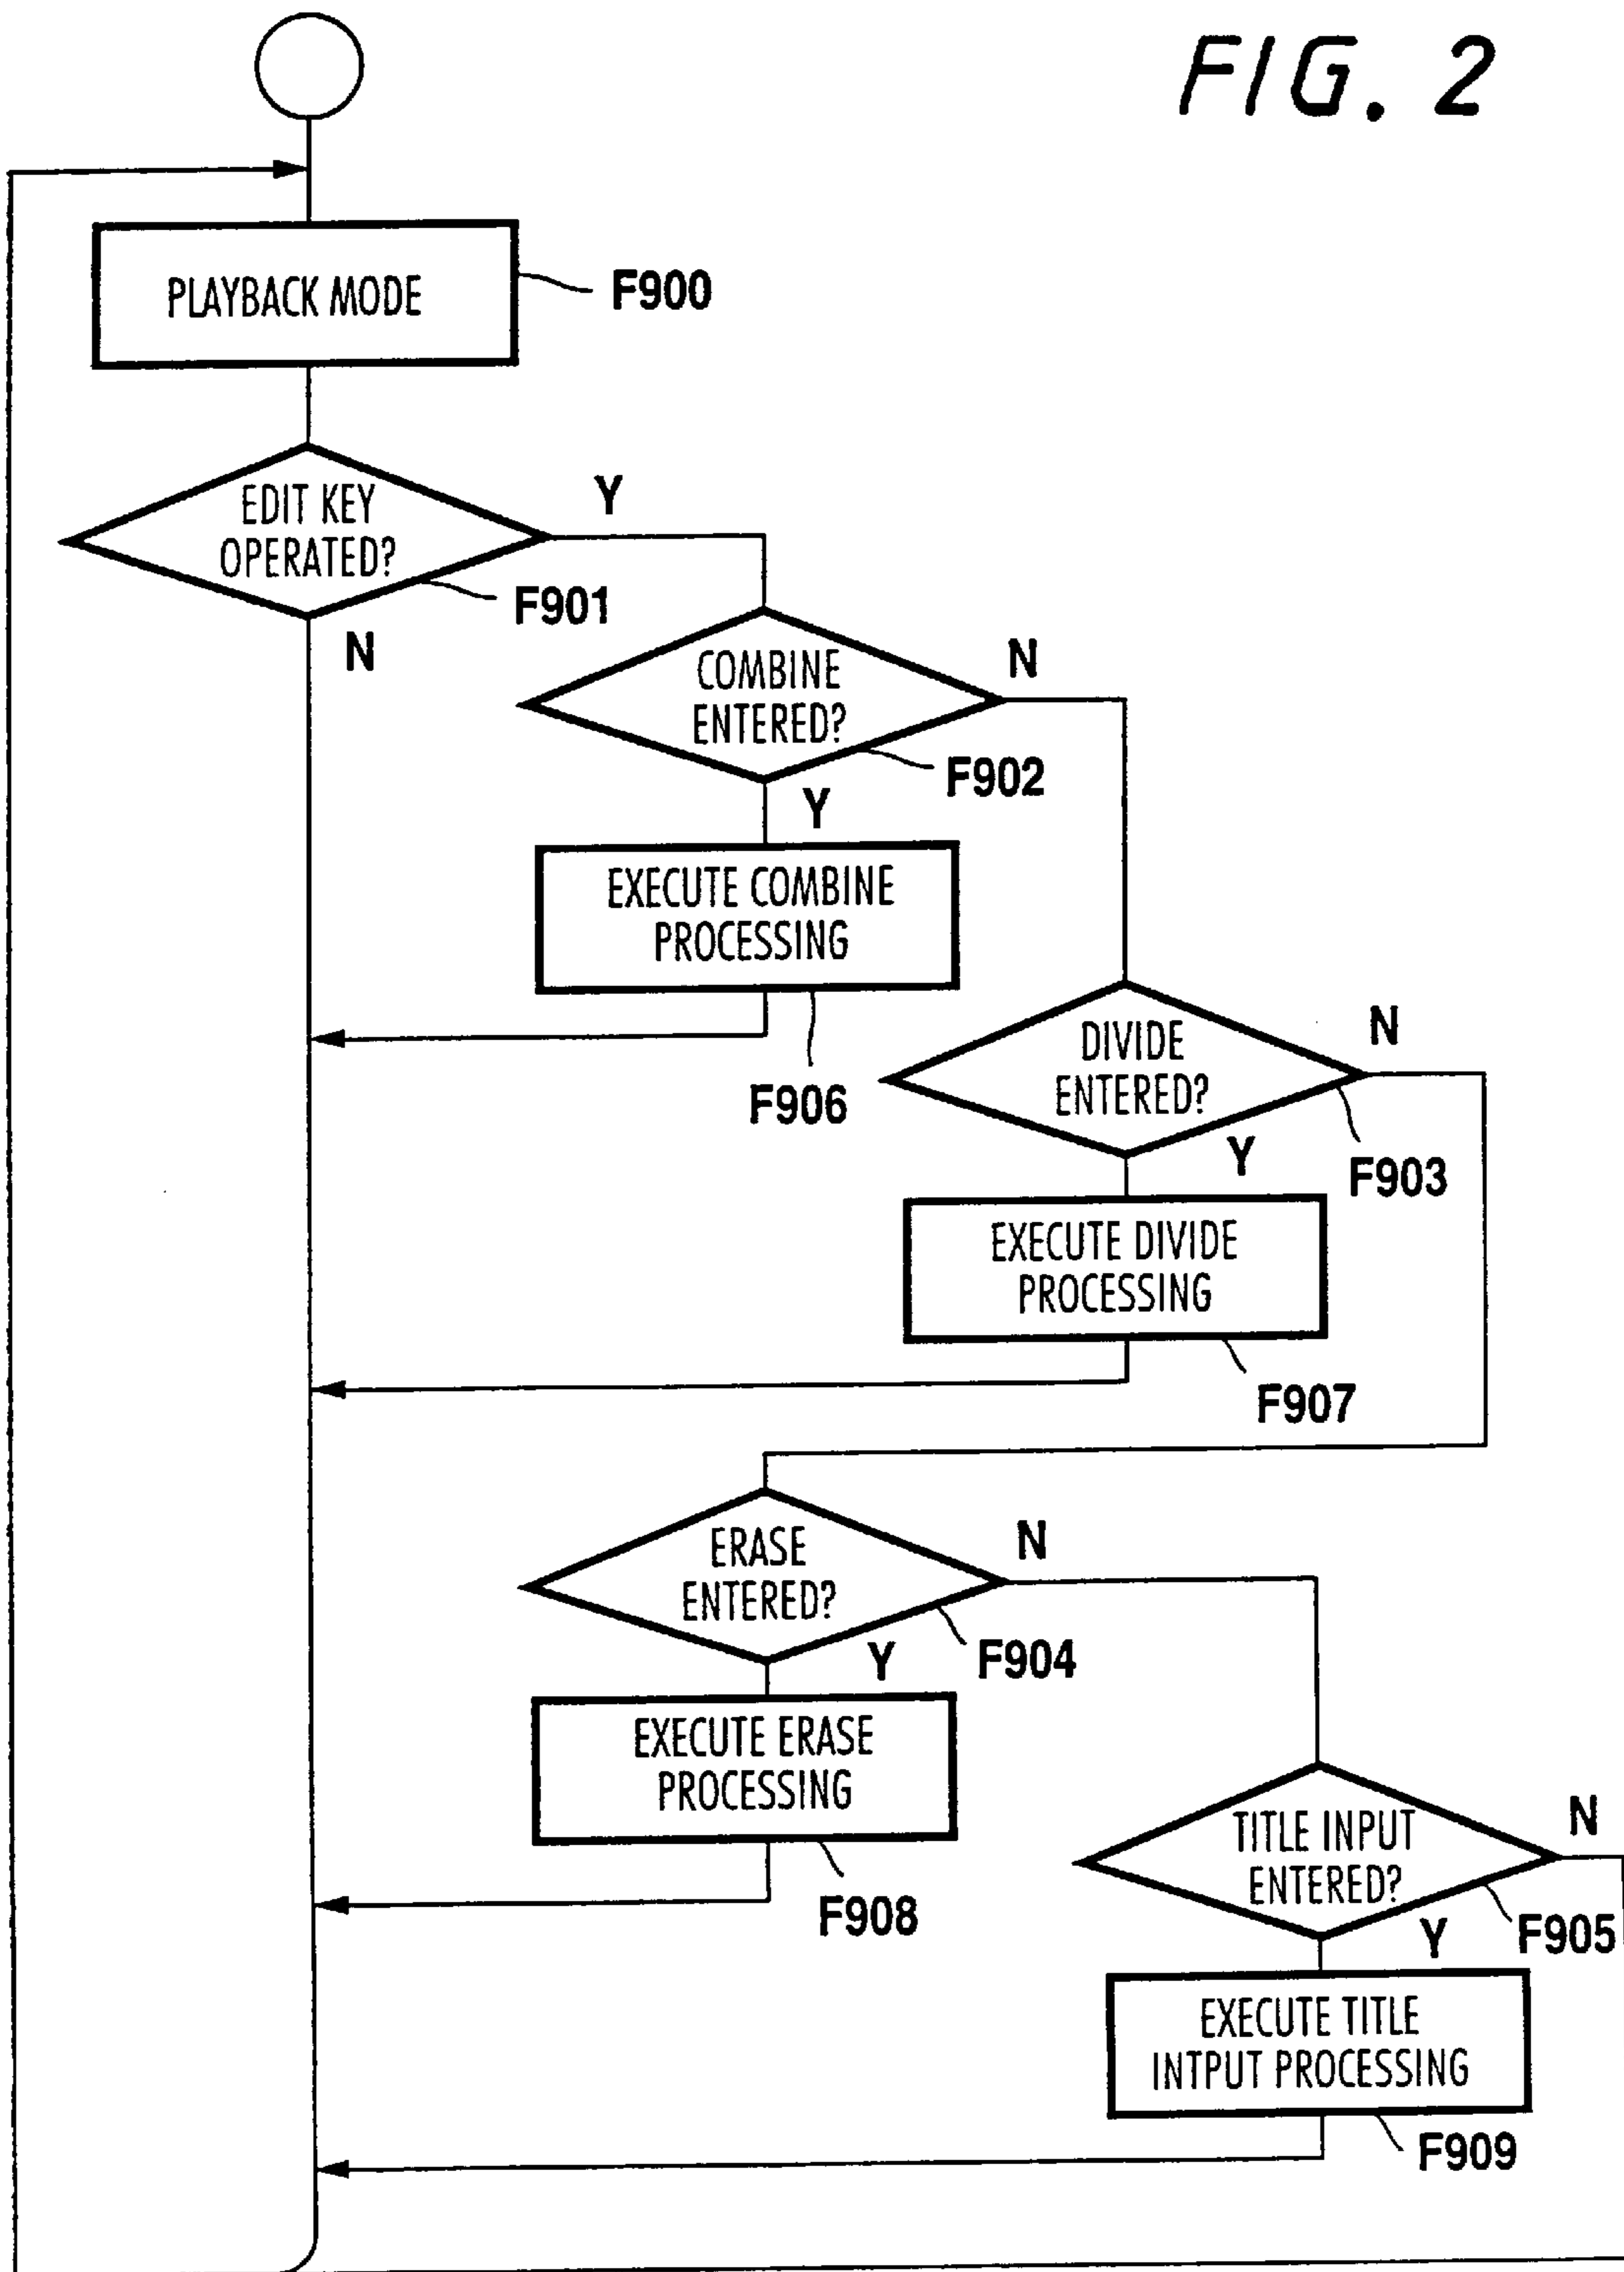 FIG. 2
PLAYBACK MODE
F900
EDIT KEY
OPERATED?
Y
F901
N
COMBINE
ENTERED?
N
F902
Y
EXECUTE COMBINE
PROCESSING
F906
DIVIDE
ENTERED?
N
F903
Y
EXECUTE DIVIDE
PROCESSING
F907
ERASE
ENTERED?
N
F904
Y
EXECUTE ERASE
PROCESSING
F908
TITLE INPUT
ENTERED?
N
F905
Y
EXECUTE TITLE
INTPUT PROCESSING
F909